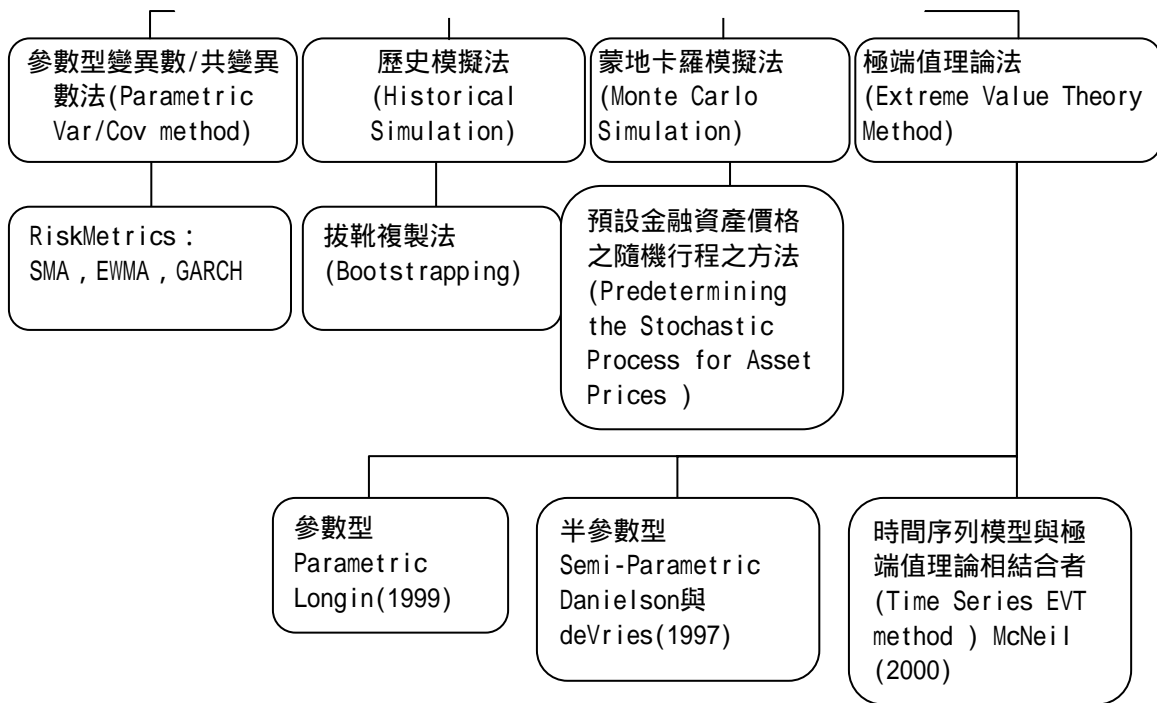 參數型變異數/共變異
數法(Parametric
Var/Cov method)
歷史模擬法
(Historical
Simulation)
蒙地卡羅模擬法
(Monte Carlo
Simulation)
極端值理論法
(Extreme Value Theory
Method)
RiskMetrics：
SMA，EWMA，GARCH
拔靴複製法
(Bootstrapping)
預設金融資產價格
之隨機行程之方法
(Predetermining
the Stochastic
Process for Asset
Prices )
參數型
Parametric
Longin(1999)
半參數型
Semi-Parametric
Danielson與
deVries(1997)
時間序列模型與極
端值理論相結合者
(Time Series EVT
method ) McNeil
(2000)